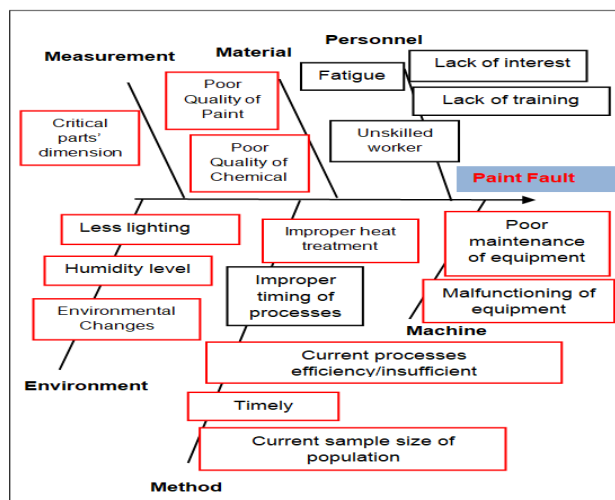 Measurement
Material
Personnel
Critical
parts'
dimension
Poor
Quality of
Paint
Poor
Quality of
Chemical
Fatigue
Lack of interest
Lack of training
Unskilled
worker
Paint Fault
Less lighting
Humidity level
Environmental
Changes
Environment
Improper heat
treatment
Improper
timing of
processes
Current processes
efficiency/insufficient
Timely
Current sample size of
population
Method
Poor
maintenance
of equipment
Malfunctioning of
equipment
Machine